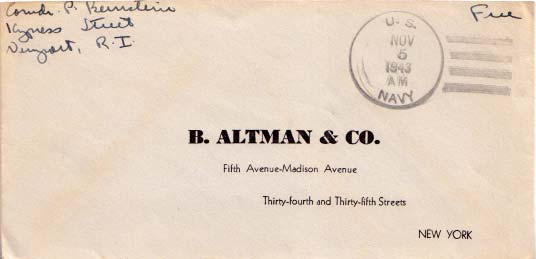 Comdr. P. Bernstein
Kypress Street
Newport, R.I.
Free
U.S.
NOV
5
1943
AM
NAVY
B. ALTMAN & CO.
Fifth Avenue-Madison Avenue
Thirty-fourth and Thirty-fifth Streets
NEW YORK